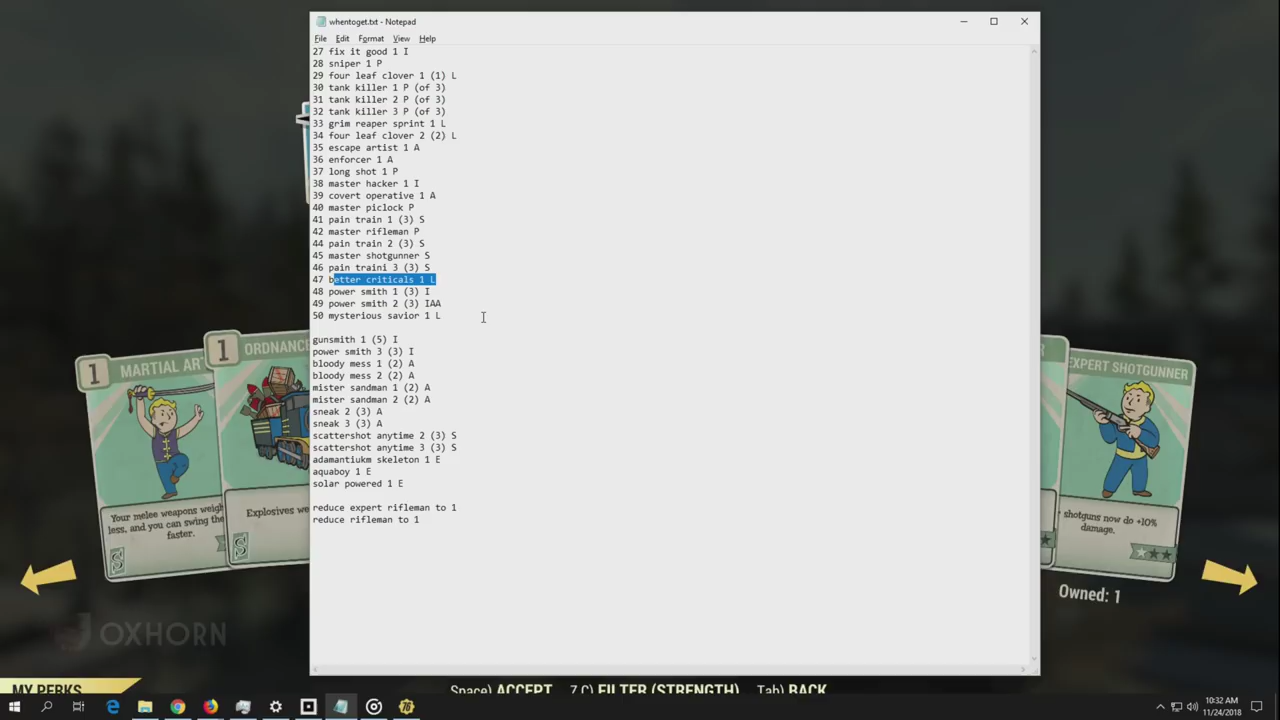 whentoget.txt - Notepad
File Edit Format View Help
27 fix it good 1 I
28 sniper 1 P
29 four leaf clover 1 (1) L
30 tank killer 1 P (of 3)
31 tank killer 2 P (of 3)
32 tank killer 3 P (of 3)
33 grim reaper sprint 1 L
34 four leaf clover 2 (2) L
35 escape artist 1 A
36 enforcer 1 A
37 long shot 1 P
38 master hacker 1 I
39 covert operative 1 A
40 master piclock P
41 pain train 1 (3) S
42 master rifleman P
44 pain train 2 (3) S
45 master shotgunner S
46 pain traini 3 (3) S
47 better criticals 1 L
48 power smith 1 (3) I
49 power smith 2 (3) IAA
50 mysterious savior 1 L
gunsmith 1 (5) I
power smith 3 (3) I
bloody mess 1 (2) A
bloody mess 2 (2) A
mister sandman 1 (2) A
mister sandman 2 (2) A
sneak 2 (3) A
sneak 3 (3) A
scattershot anytime 2 (3) S
scattershot anytime 3 (3) S
adamantiukm skeleton 1 E
aquaboy 1 E
solar powered 1 E
reduce expert rifleman to 1
reduce rifleman to 1
1 MARTIAL AR
Your melee weapons weigh
less, and you can swing the
faster.
S
1 ORDNANC
Explosives we
S
EXPERT SHOTGUNNER
shotguns now do +10%
damage.
Owned: 1
OXHORN
MY PERKS
Space) ACCEPT Z,C) FILTER (STRENGTH) Tab) BACK
76
10:32 AM
11/24/2018